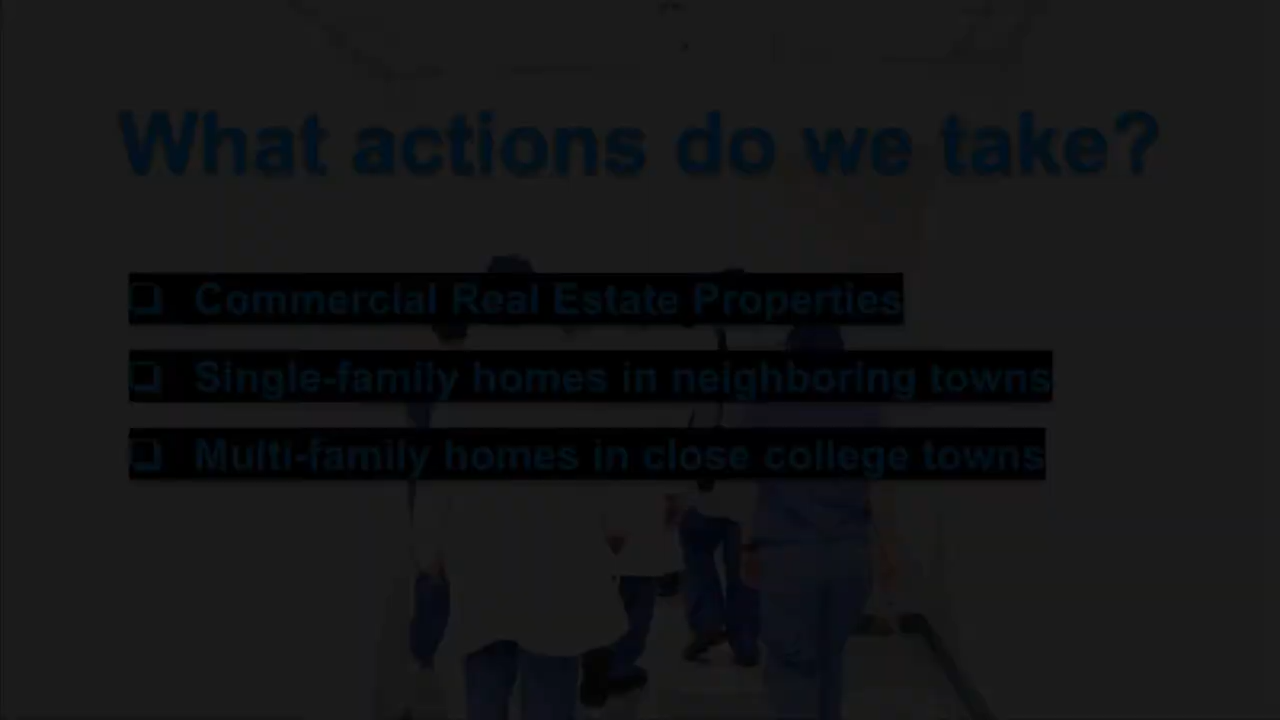 What actions do we take?
❑ Commercial Real Estate Properties
❑ Single-family homes in neighboring towns
❑ Multi-family homes in close college towns